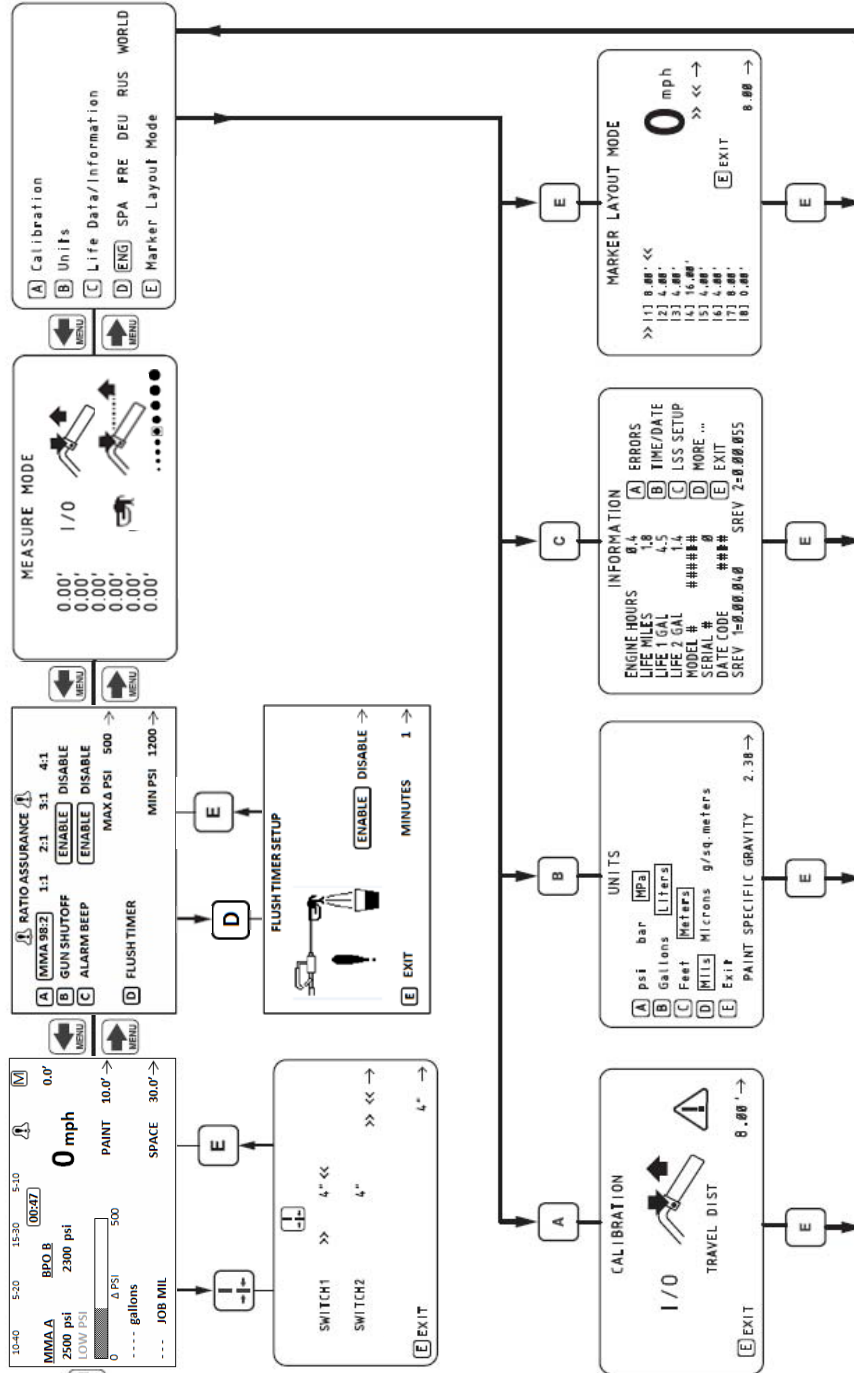 10-40 5-20 15-30 5-10
M
MMA A BPO B 00:47 0.0'
2500 psi 2300 psi
LOW PSI
0 mph
0 Δ PSI 500
PAINT 10.0' →
- - - - gallons
SPACE 30.0' →
- - - JOB MIL
MENU
MENU
RATIO ASSURANCE
A MMA 98:2 1:1 2:1 3:1 4:1
B GUN SHUTOFF ENABLE DISABLE
C ALARM BEEP ENABLE DISABLE
MAX Δ PSI 500 →
D FLUSH TIMER
MIN PSI 1200 →
MENU
MENU
MEASURE MODE
0.00'
0.00'
0.00'
0.00'
0.00'
0.00'
I/O
MENU
MENU
A Calibration
B Units
C Life Data/Information
D ENG SPA FRE DEU RUS WORLD
E Marker Layout Mode
E
SWITCH1 >> 4" <<
SWITCH2 4"
>> << →
E EXIT
4" →
D
E
FLUSH TIMER SETUP
ENABLE DISABLE →
E EXIT
MINUTES 1 →
A
CALIBRATION
I/O
TRAVEL DIST
E EXIT
8.00' →
E
B
UNITS
A psi bar MPa
B Gallons Liters
C Feet Meters
D Mils Microns g/sq.meters
E Exit
PAINT SPECIFIC GRAVITY 2.38 →
E
C
INFORMATION
ENGINE HOURS 0.4 A ERRORS
LIFE MILES 1.8 B TIME/DATE
LIFE 1 GAL 4.5 C LSS SETUP
LIFE 2 GAL 1.4 D MORE ...
MODEL # ###### E EXIT
SERIAL # 0
DATE CODE ####
SREV 1=0.00.040 SREV 2=0.00.055
E
E
MARKER LAYOUT MODE
>> [1] 8.00' <<
[2] 4.00'
[3] 4.00'
[4] 16.00'
[5] 4.00'
[6] 4.00'
[7] 8.00'
[8] 0.00'
0 mph
>> << →
E EXIT
8.00 →
E